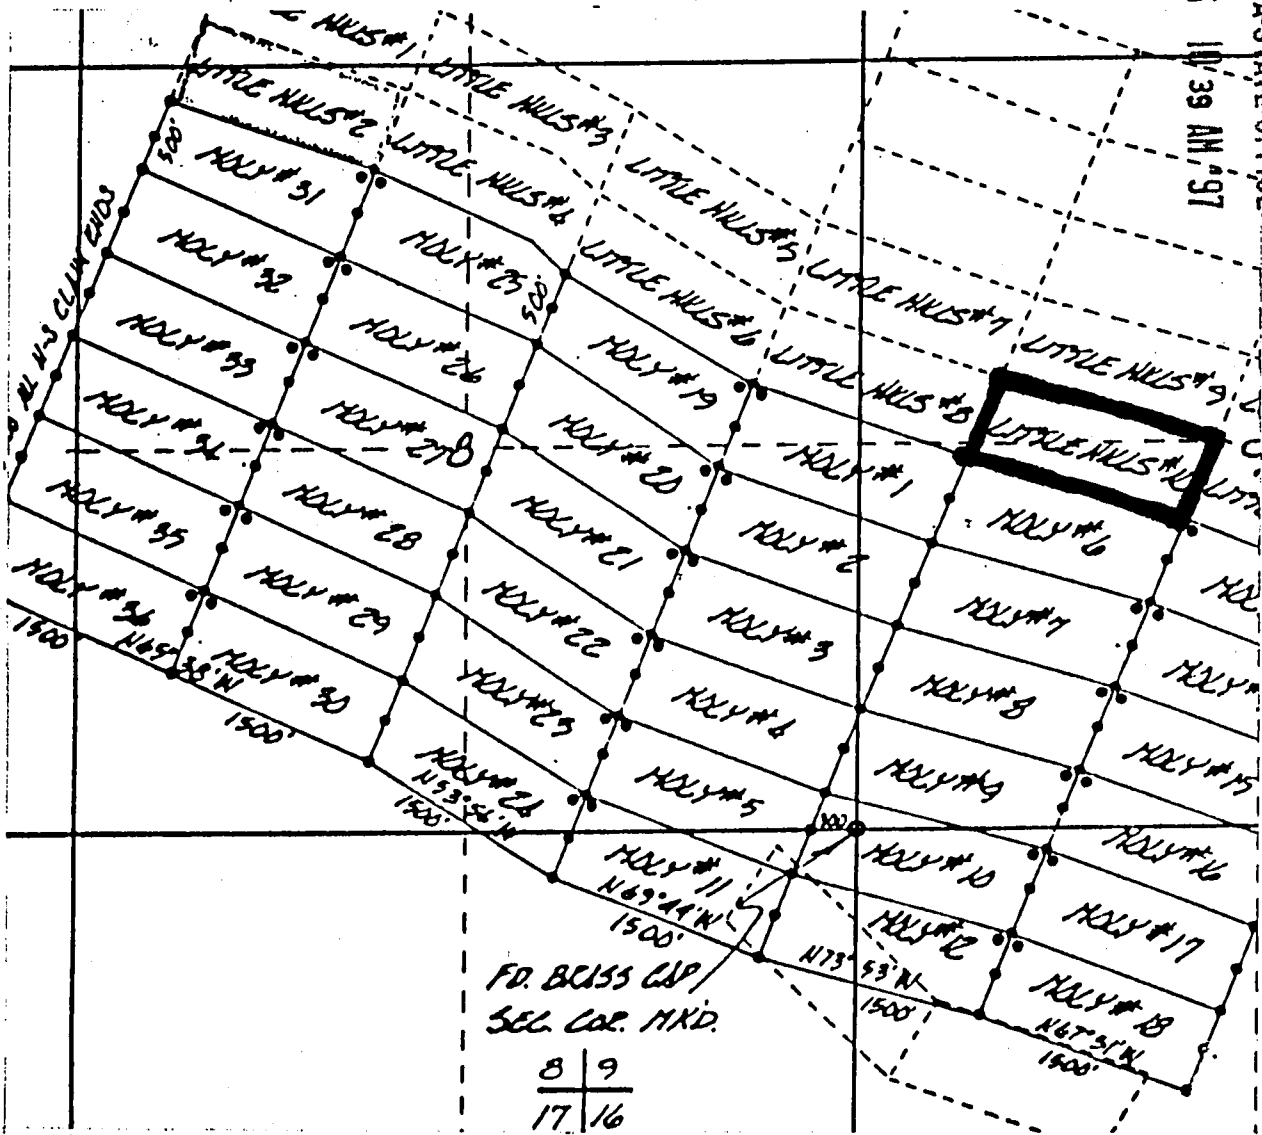 HILLS #1
LITTLE HILLS #2
LITTLE HILLS #3
LITTLE HILLS #4
LITTLE HILLS #5
LITTLE HILLS #6
LITTLE HILLS #7
LITTLE HILLS #8
LITTLE HILLS #9
LITTLE HILLS #10
10 39 AM '97
500'
500'
ALL N-S CLAIM ENDS
MOLY #31
MOLY #32
MOLY #33
MOLY #34
MOLY #35
MOLY #36
1500'
N65°38'W
MOLY #25
MOLY #26
MOLY #27
8
MOLY #28
MOLY #29
MOLY #30
1500'
MOLY #19
MOLY #20
MOLY #21
MOLY #22
MOLY #23
MOLY #24
N53°56'W
1500'
MOLY #1
MOLY #2
MOLY #3
MOLY #4
MOLY #5
MOLY #11
N69°44'W
1500'
MOLY #6
MOLY #7
MOLY #8
MOLY #9
MOLY #10
MOLY #12
N73°53'W
1500'
MOLY #15
MOLY #16
MOLY #17
MOLY #18
N67°51'W
1500'
FD. BRASS CAP
SEC. COR. MKD.
8 9
17 16